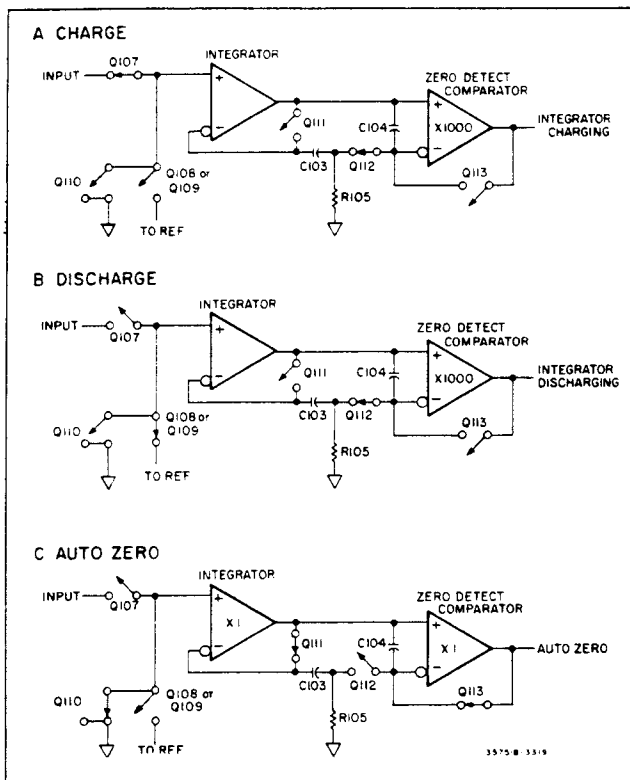 A CHARGE
INTEGRATOR
Q107
INPUT
+
ZERO DETECT
COMPARATOR
Q111
C104
+
X1000
INTEGRATOR
CHARGING
−
C103
Q112
−
Q110
Q108 or
Q109
R105
Q113
TO REF
B DISCHARGE
INTEGRATOR
INPUT
Q107
+
ZERO DETECT
COMPARATOR
Q111
C104
+
X1000
INTEGRATOR
DISCHARGING
−
C103
Q112
−
Q110
Q108 or
Q109
R105
Q113
TO REF
C AUTO ZERO
INTEGRATOR
INPUT
Q107
+
X1
ZERO DETECT
COMPARATOR
Q111
C104
+
X1
AUTO ZERO
−
C103
Q112
−
Q110
Q108 or
Q109
R105
Q113
TO REF
3575-B-3319